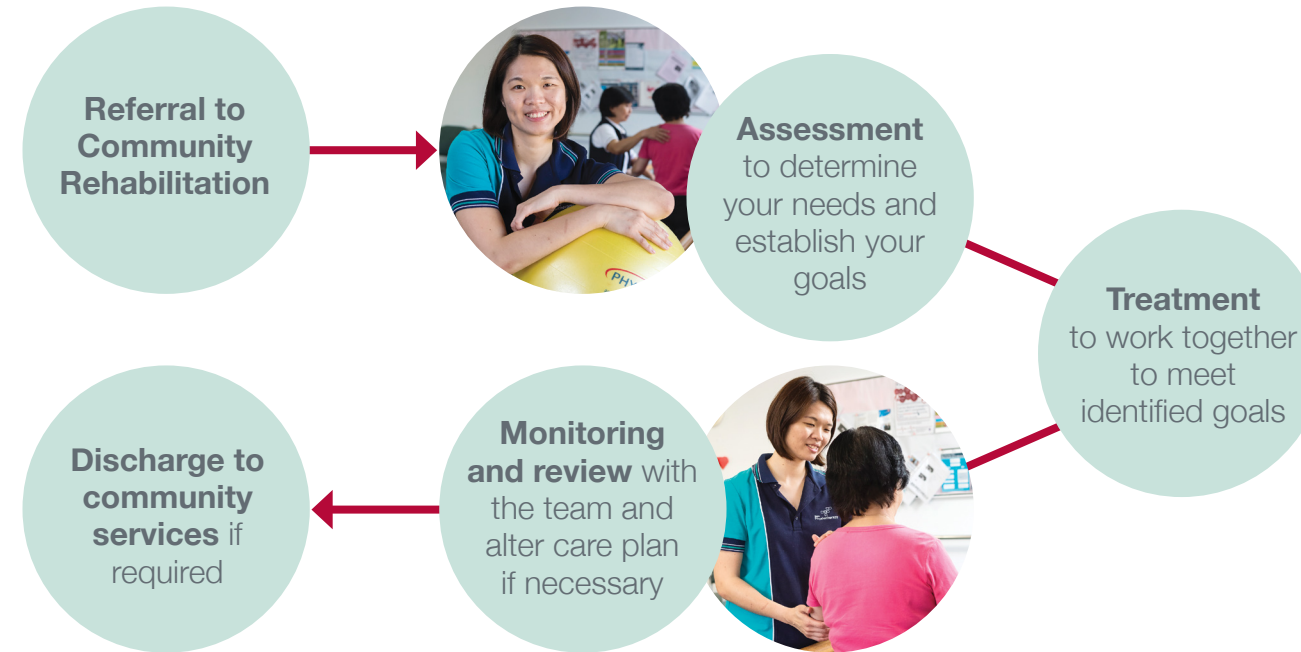 Referral to
Community
Rehabilitation
Assessment
to determine
your needs and
establish your
goals
Treatment
to work together
to meet
identified goals
Monitoring
and review with
the team and
alter care plan
if necessary
Discharge to
community
services if
required